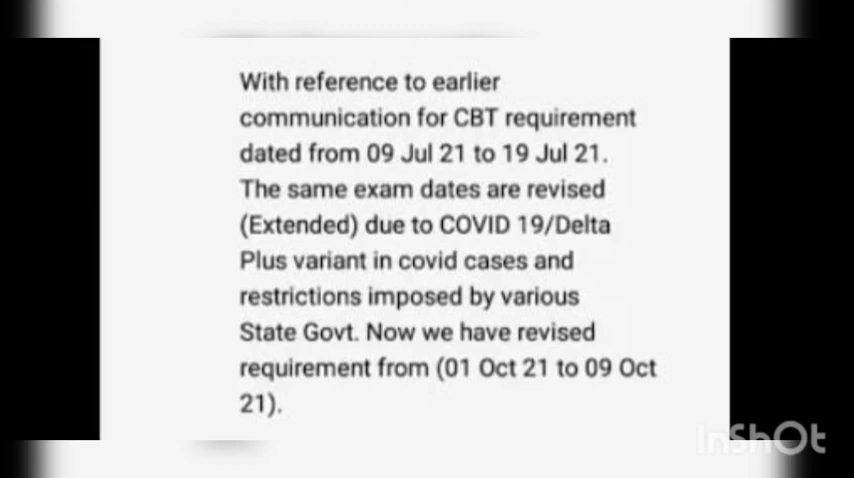 With reference to earlier
communication for CBT requirement
dated from 09 Jul 21 to 19 Jul 21.
The same exam dates are revised
(Extended) due to COVID 19/Delta
Plus variant in covid cases and
restrictions imposed by various
State Govt. Now we have revised
requirement from (01 Oct 21 to 09 Oct
21).
InShOt